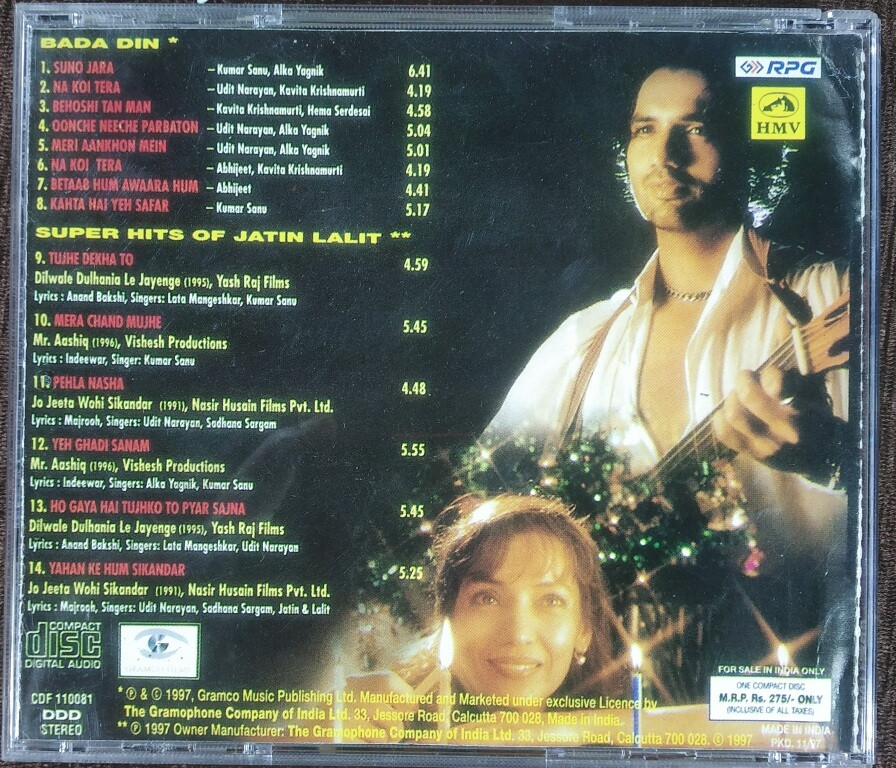 BADA DIN *
1. SUNO JARA – Kumar Sanu, Alka Yagnik 6.41
2. NA KOI TERA – Udit Narayan, Kavita Krishnamurti 4.19
3. BEHOSHI TAN MAN – Kavita Krishnamurti, Hema Serdesai 4.58
4. OONCHE NEECHE PARBATON – Udit Narayan, Alka Yagnik 5.04
5. MERI AANKHON MEIN – Udit Narayan, Alka Yagnik 5.01
6. NA KOI TERA – Abhijeet, Kavita Krishnamurti 4.19
7. BETAAB HUM AWAARA HUM – Abhijeet 4.41
8. KAHTA HAI YEH SAFAR – Kumar Sanu 5.17
RPG
HMV
SUPER HITS OF JATIN LALIT **
9. TUJHE DEKHA TO 4.59
Dilwale Dulhania Le Jayenge (1995), Yash Raj Films
Lyrics : Anand Bakshi, Singers: Lata Mangeshkar, Kumar Sanu
10. MERA CHAND MUJHE 5.45
Mr. Aashiq (1996), Vishesh Productions
Lyrics : Indeewar, Singer: Kumar Sanu
11. PEHLA NASHA 4.48
Jo Jeeta Wohi Sikandar (1991), Nasir Husain Films Pvt. Ltd.
Lyrics : Majrooh, Singers: Udit Narayan, Sadhana Sargam
12. YEH GHADI SANAM 5.55
Mr. Aashiq (1996), Vishesh Productions
Lyrics : Indeewar, Singers: Alka Yagnik, Kumar Sanu
13. HO GAYA HAI TUJHKO TO PYAR SAJNA 5.45
Dilwale Dulhania Le Jayenge (1995), Yash Raj Films
Lyrics : Anand Bakshi, Singers: Lata Mangeshkar, Udit Narayan
14. YAHAN KE HUM SIKANDAR 5.25
Jo Jeeta Wohi Sikandar (1991), Nasir Husain Films Pvt. Ltd.
Lyrics : Majrooh, Singers: Udit Narayan, Sadhana Sargam, Jatin & Lalit
COMPACT
disc
DIGITAL AUDIO
CDF 110081
DDD
STEREO
* ℗ & © 1997, Gramco Music Publishing Ltd. Manufactured and Marketed under exclusive Licence by
The Gramophone Company of India Ltd. 33, Jessore Road, Calcutta 700 028, Made in India.
** ℗ 1997 Owner Manufacturer: The Gramophone Company of India Ltd. 33, Jessore Road, Calcutta 700 028. © 1997
FOR SALE IN INDIA ONLY
ONE COMPACT DISC
M.R.P. Rs. 275/- ONLY
(INCLUSIVE OF ALL TAXES)
MADE IN INDIA
PKD. 11/97